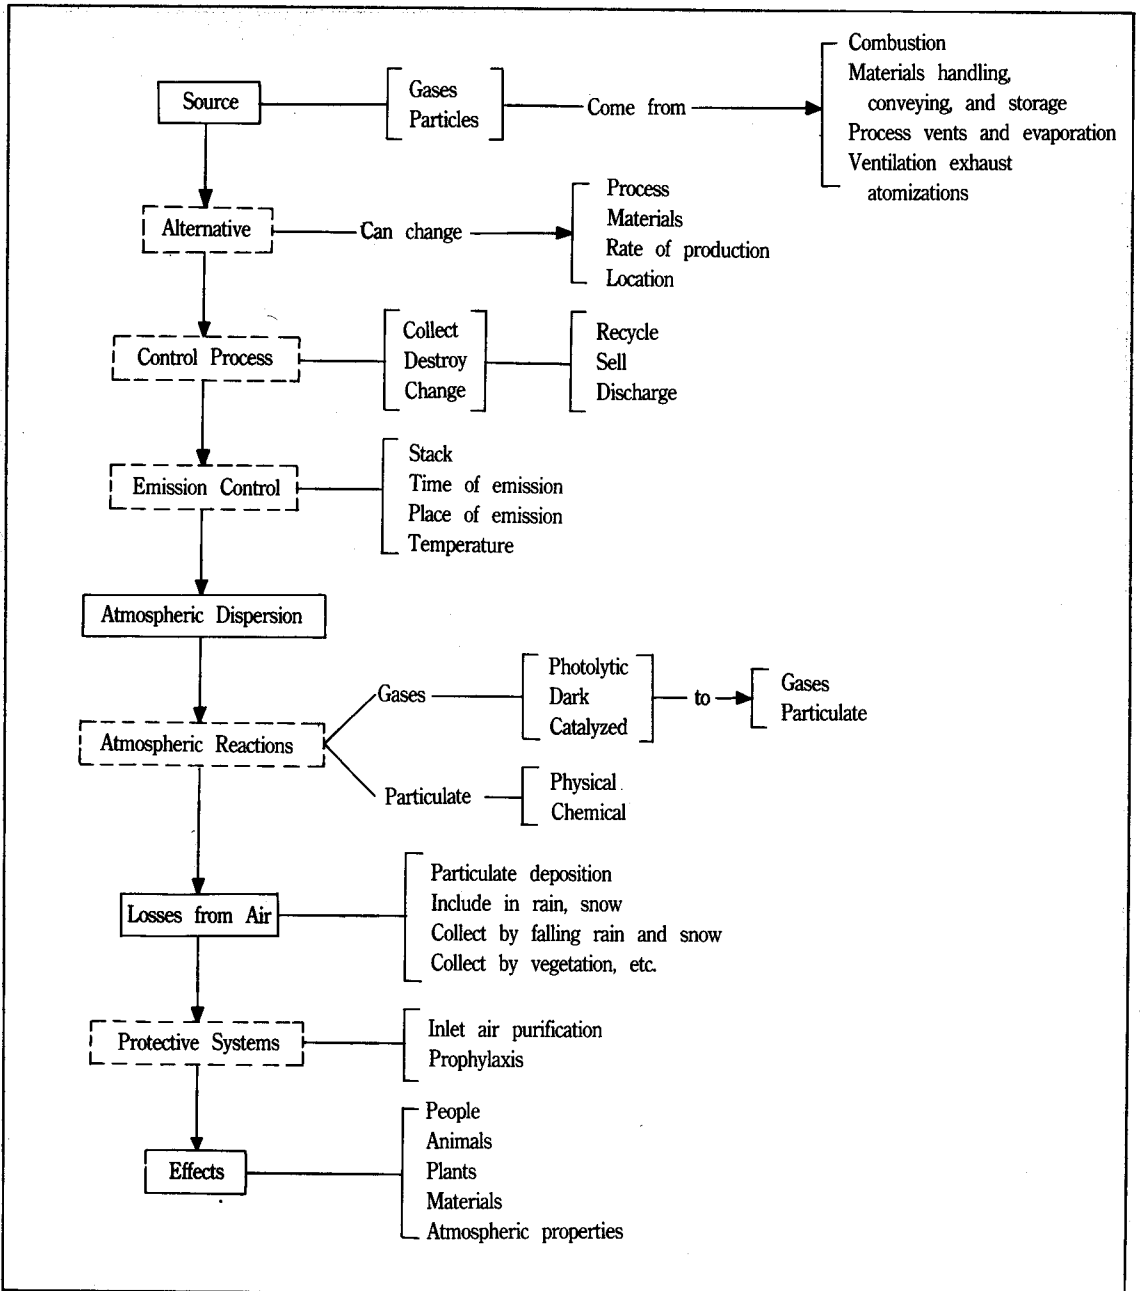 Source
Gases
Particles
Come from
Combustion
Materials handling,
conveying, and storage
Process vents and evaporation
Ventilation exhaust
atomizations
Alternative
Can change
Process
Materials
Rate of production
Location
Control Process
Collect
Destroy
Change
Recycle
Sell
Discharge
Emission Control
Stack
Time of emission
Place of emission
Temperature
Atmospheric Dispersion
Atmospheric Reactions
Gases
Photolytic
Dark
Catalyzed
to
Gases
Particulate
Particulate
Physical
Chemical
Losses from Air
Particulate deposition
Include in rain, snow
Collect by falling rain and snow
Collect by vegetation, etc.
Protective Systems
Inlet air purification
Prophylaxis
Effects
People
Animals
Plants
Materials
Atmospheric properties